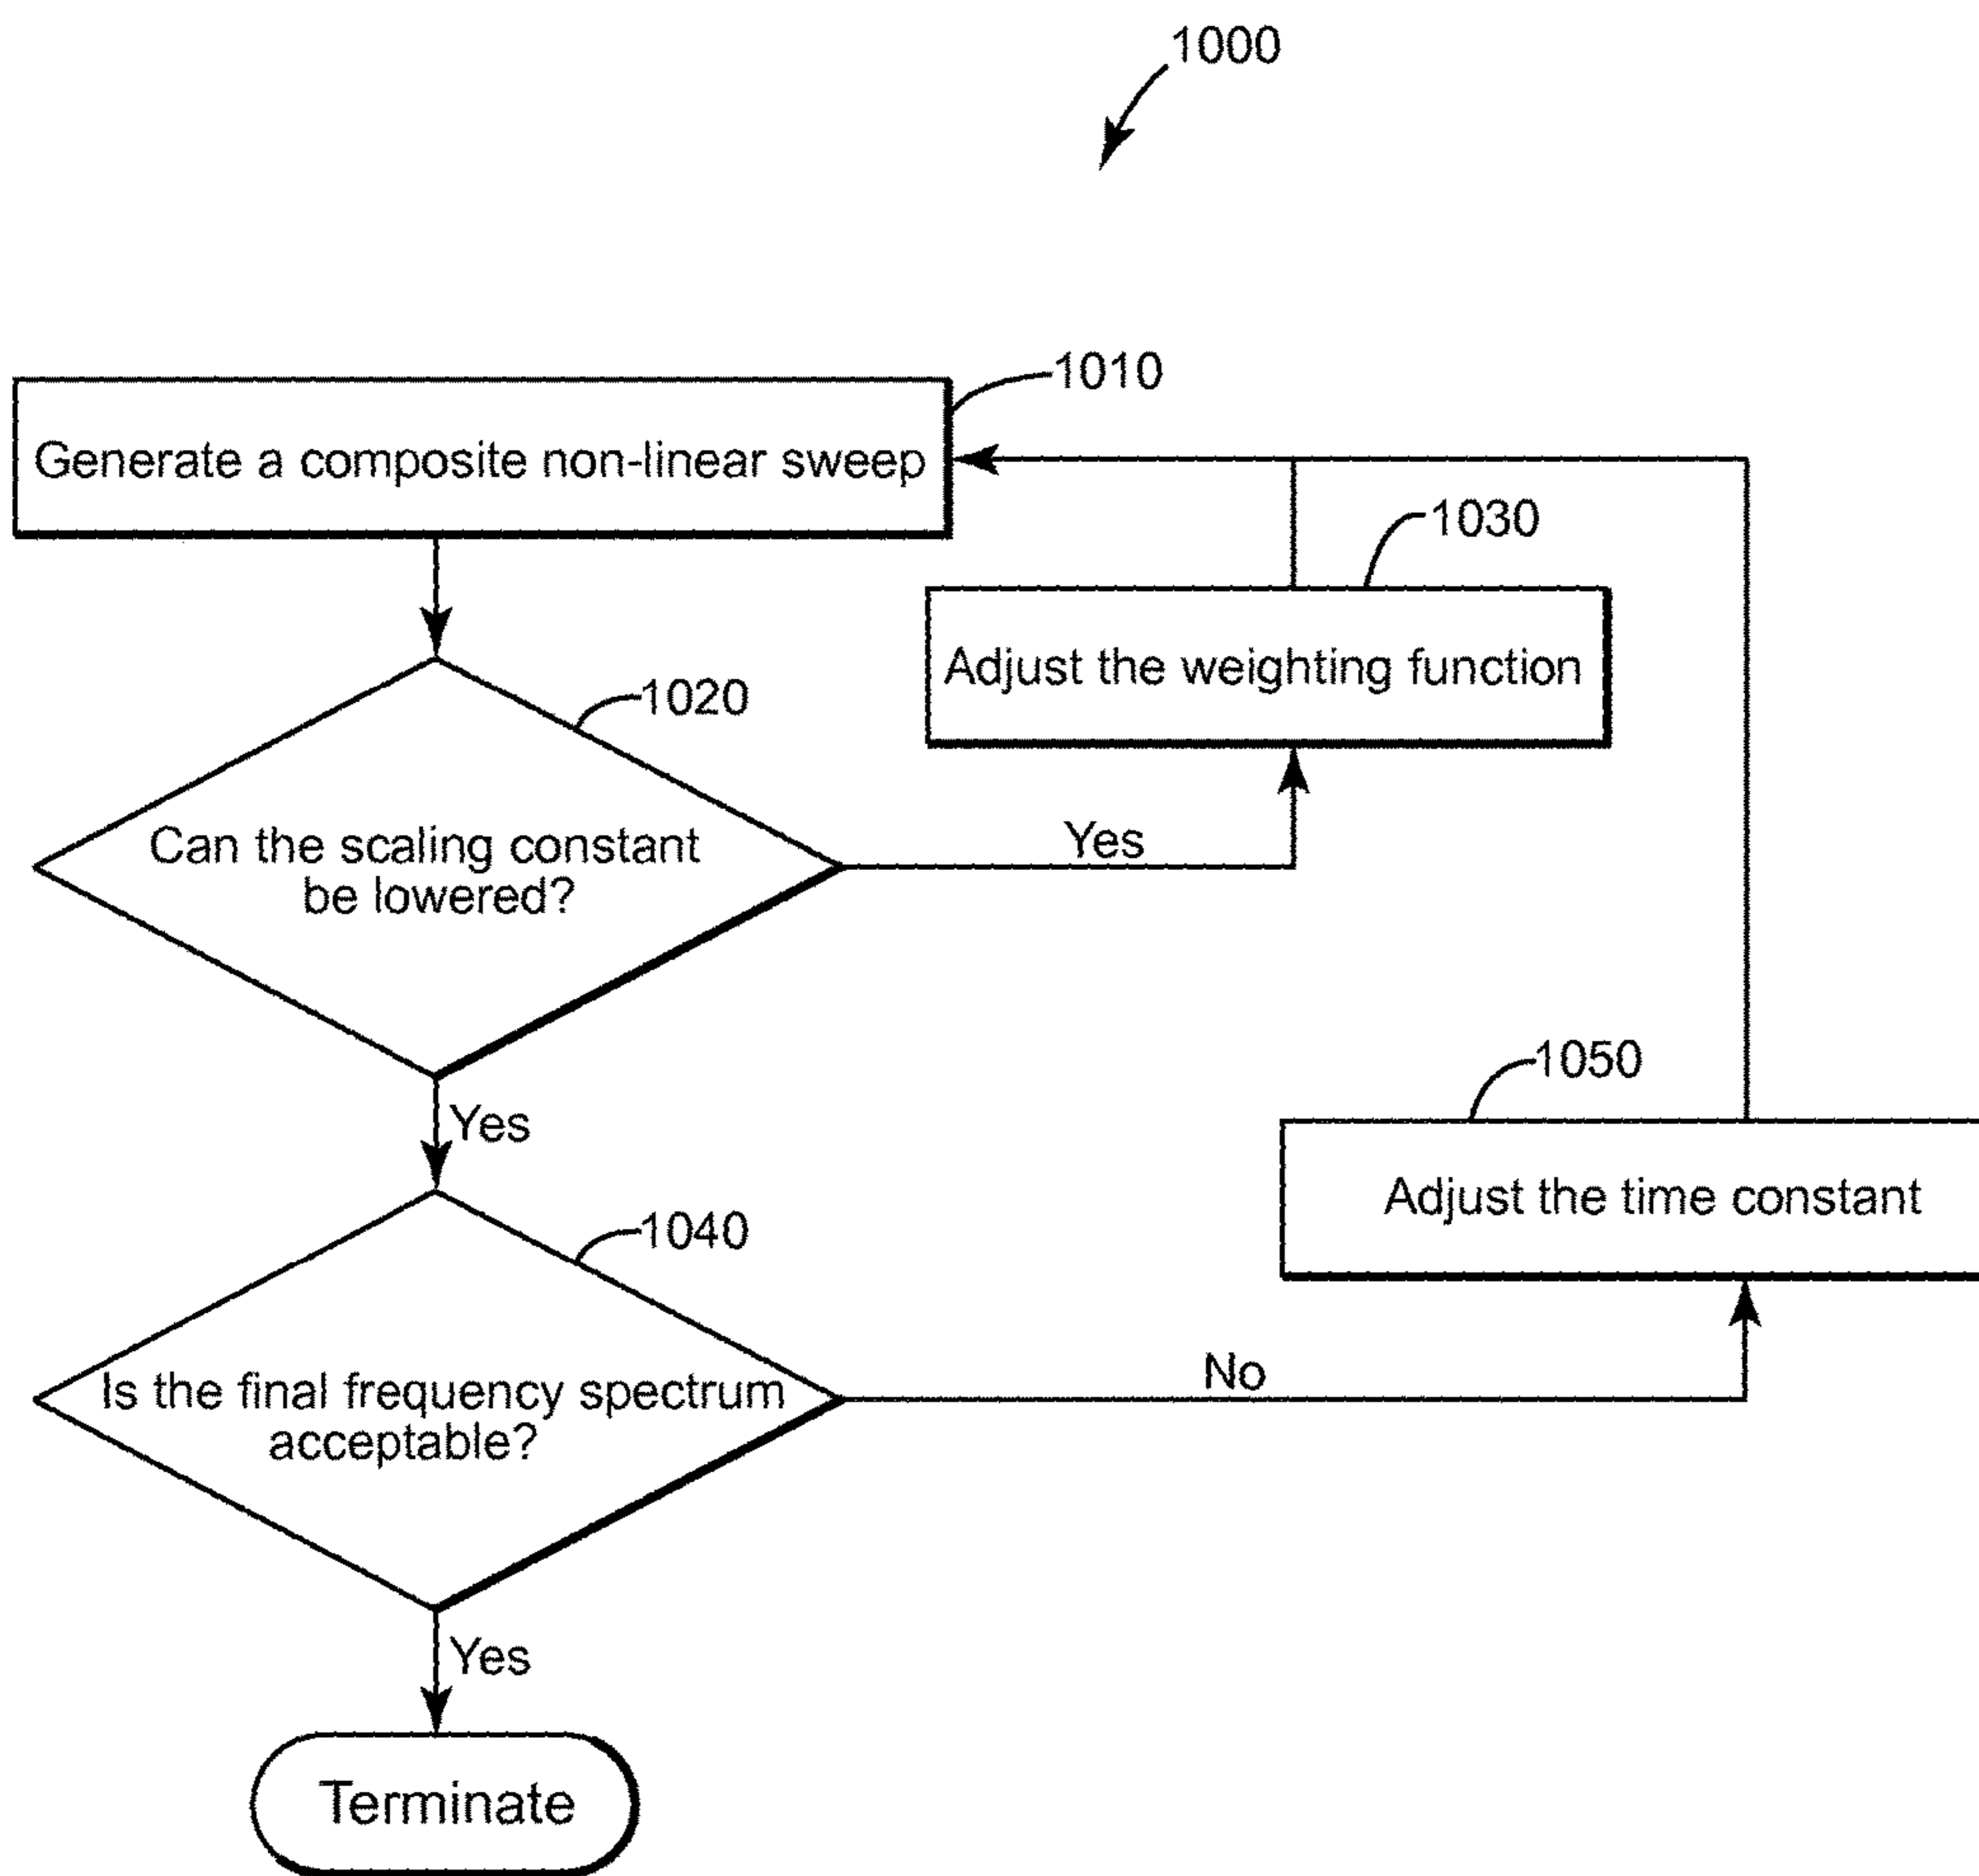 1000
1010
Generate a composite non-linear sweep
1030
Adjust the weighting function
1020
Can the scaling constant
be lowered?
Yes
Yes
1050
Adjust the time constant
1040
Is the final frequency spectrum
acceptable?
No
Yes
Terminate